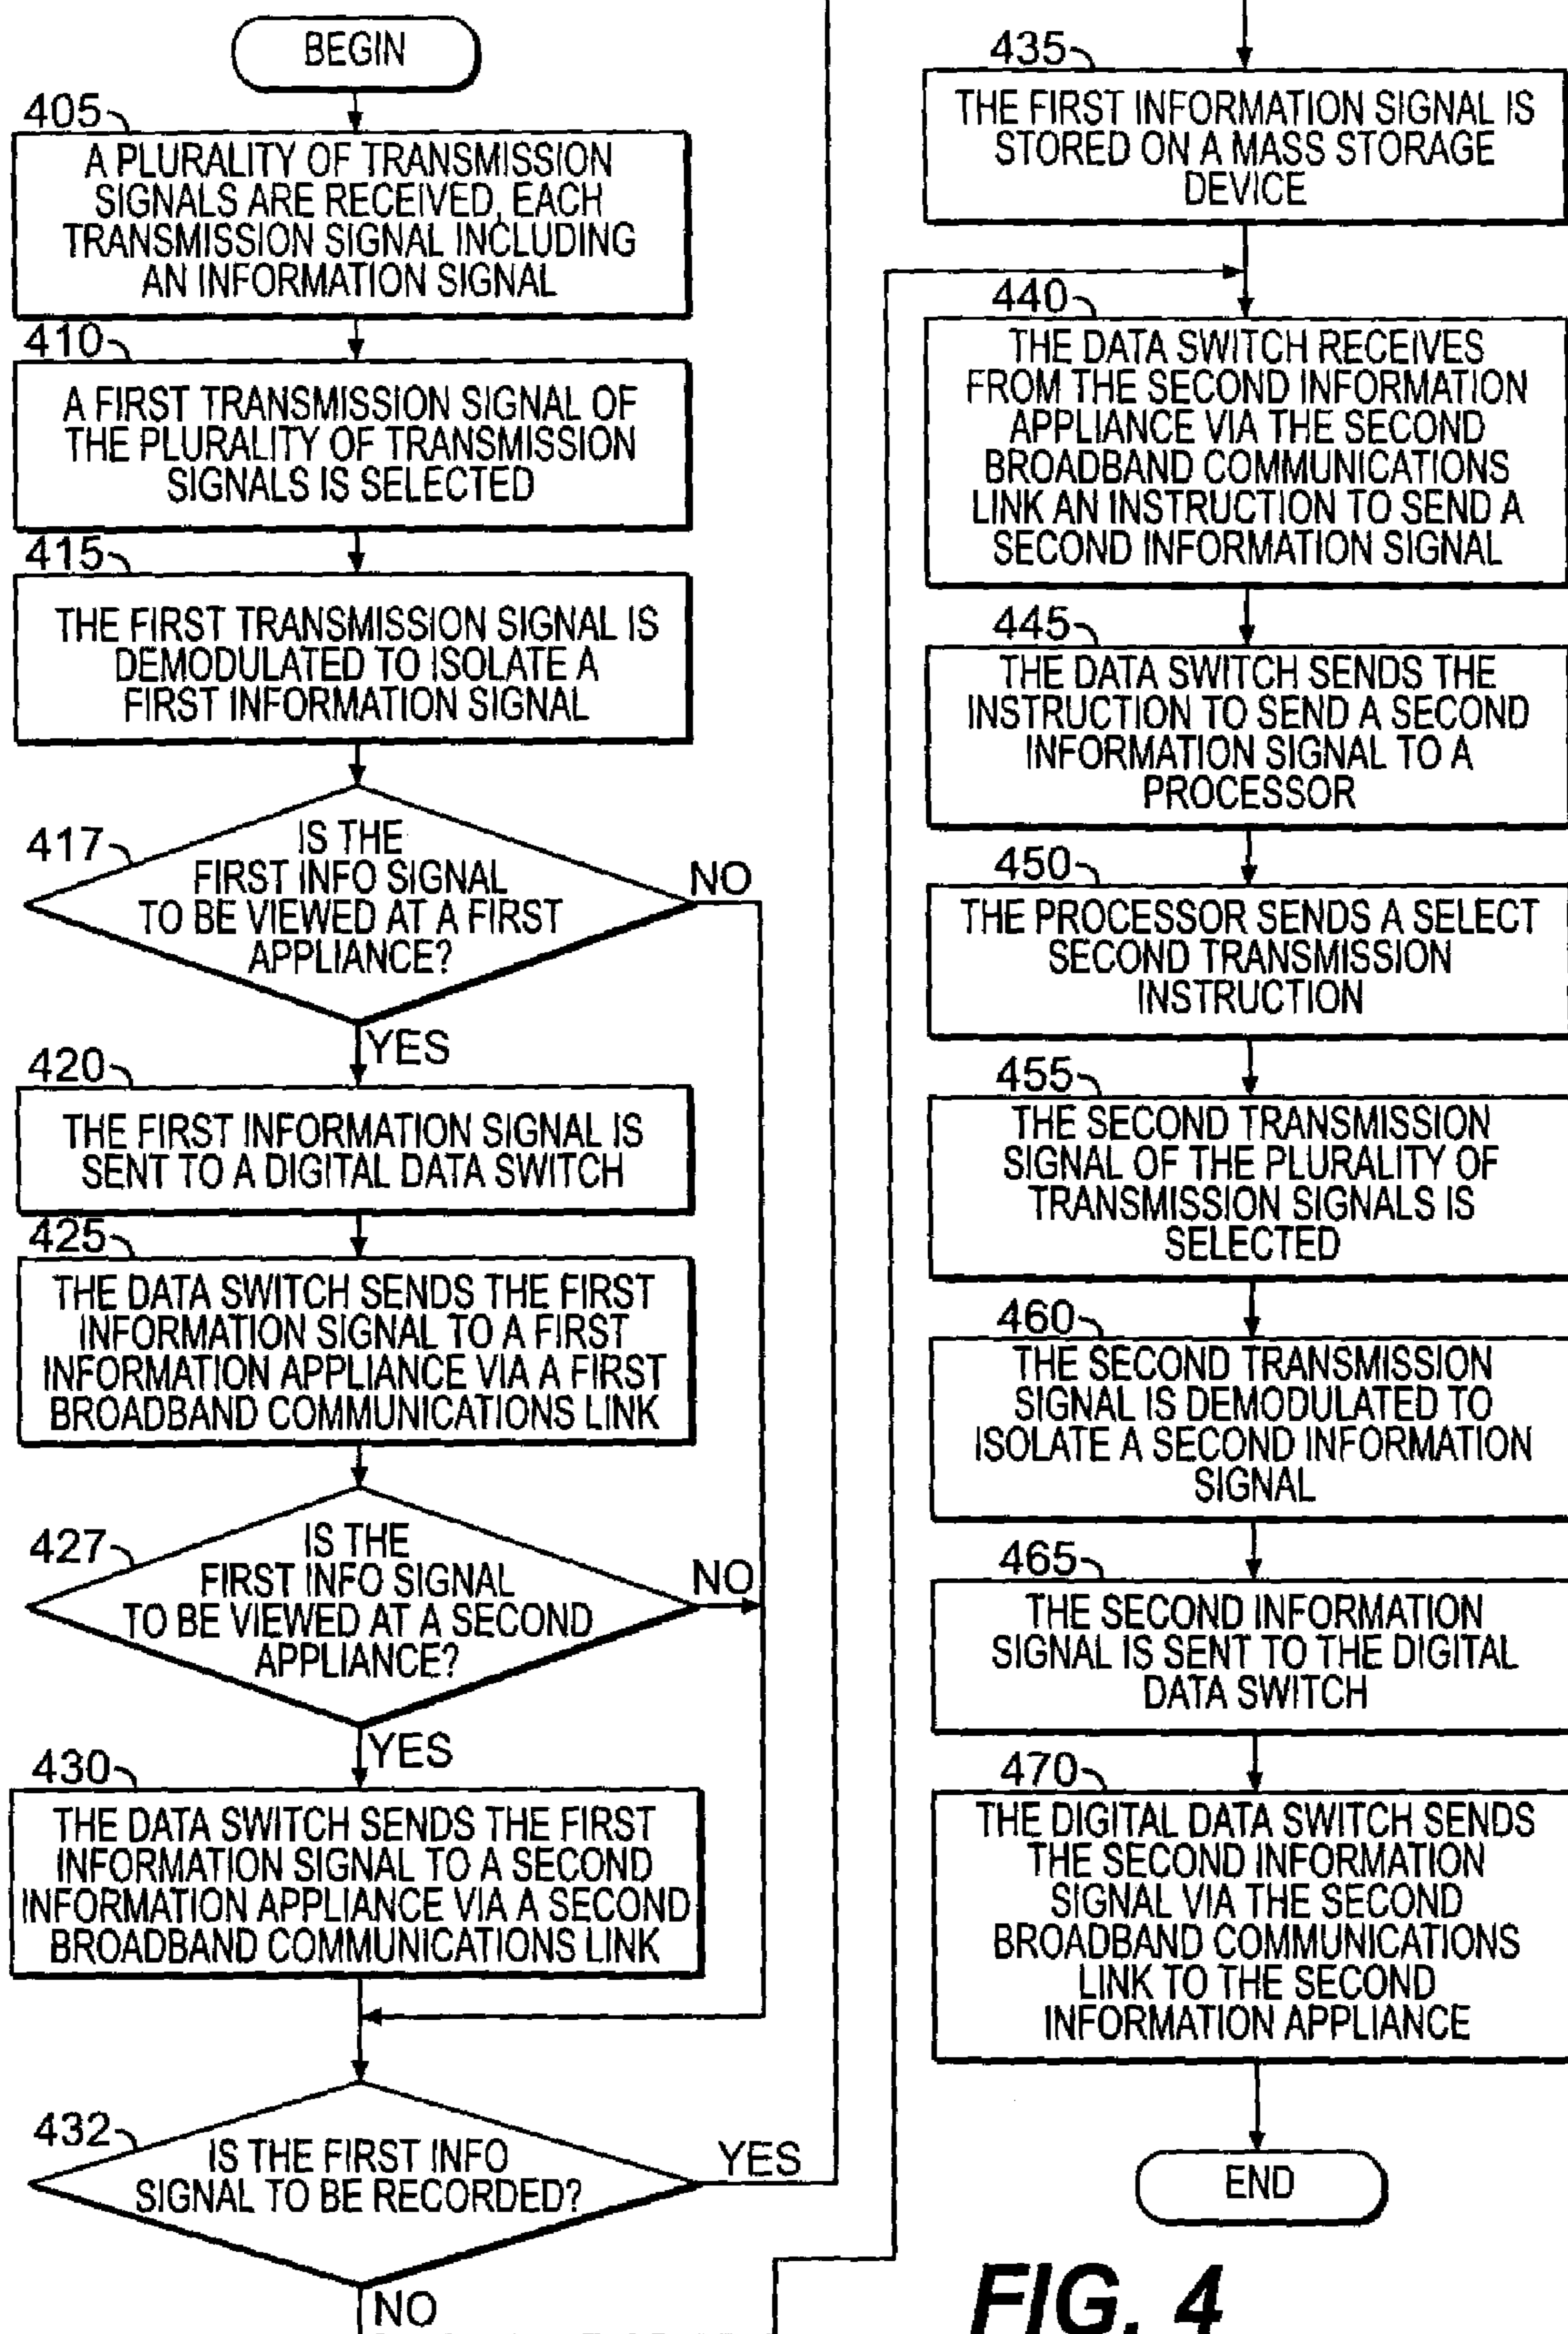 BEGIN
405
A PLURALITY OF TRANSMISSION
SIGNALS ARE RECEIVED, EACH
TRANSMISSION SIGNAL INCLUDING
AN INFORMATION SIGNAL
410
A FIRST TRANSMISSION SIGNAL OF
THE PLURALITY OF TRANSMISSION
SIGNALS IS SELECTED
415
THE FIRST TRANSMISSION SIGNAL IS
DEMODULATED TO ISOLATE A
FIRST INFORMATION SIGNAL
417
IS THE
FIRST INFO SIGNAL
TO BE VIEWED AT A FIRST
APPLIANCE?
NO
YES
420
THE FIRST INFORMATION SIGNAL IS
SENT TO A DIGITAL DATA SWITCH
425
THE DATA SWITCH SENDS THE FIRST
INFORMATION SIGNAL TO A FIRST
INFORMATION APPLIANCE VIA A FIRST
BROADBAND COMMUNICATIONS LINK
427
IS THE
FIRST INFO SIGNAL
TO BE VIEWED AT A SECOND
APPLIANCE?
NO
YES
430
THE DATA SWITCH SENDS THE FIRST
INFORMATION SIGNAL TO A SECOND
INFORMATION APPLIANCE VIA A SECOND
BROADBAND COMMUNICATIONS LINK
432
IS THE FIRST INFO
SIGNAL TO BE RECORDED?
YES
NO
435
THE FIRST INFORMATION SIGNAL IS
STORED ON A MASS STORAGE
DEVICE
440
THE DATA SWITCH RECEIVES
FROM THE SECOND INFORMATION
APPLIANCE VIA THE SECOND
BROADBAND COMMUNICATIONS
LINK AN INSTRUCTION TO SEND A
SECOND INFORMATION SIGNAL
445
THE DATA SWITCH SENDS THE
INSTRUCTION TO SEND A SECOND
INFORMATION SIGNAL TO A
PROCESSOR
450
THE PROCESSOR SENDS A SELECT
SECOND TRANSMISSION
INSTRUCTION
455
THE SECOND TRANSMISSION
SIGNAL OF THE PLURALITY OF
TRANSMISSION SIGNALS IS
SELECTED
460
THE SECOND TRANSMISSION
SIGNAL IS DEMODULATED TO
ISOLATE A SECOND INFORMATION
SIGNAL
465
THE SECOND INFORMATION
SIGNAL IS SENT TO THE DIGITAL
DATA SWITCH
470
THE DIGITAL DATA SWITCH SENDS
THE SECOND INFORMATION
SIGNAL VIA THE SECOND
BROADBAND COMMUNICATIONS
LINK TO THE SECOND
INFORMATION APPLIANCE
END
FIG. 4